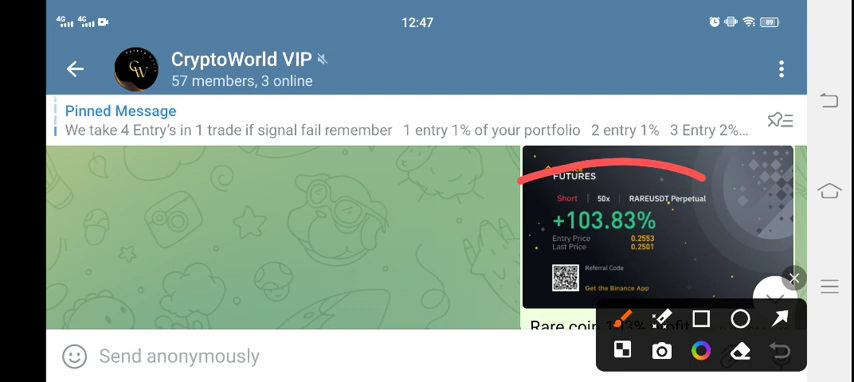 4G 4G
12:47
89
GW
CryptoWorld VIP
57 members, 3 online
Pinned Message
We take 4 Entry's in 1 trade if signal fail remember 1 entry 1% of your portfolio 2 entry 1% 3 Entry 2%...
FUTURES
Short | 50x | RAREUSDT Perpetual
+103.83%
Entry Price 0.2553
Last Price 0.2501
Referral Code
Get the Binance App
Rare coin
Send anonymously